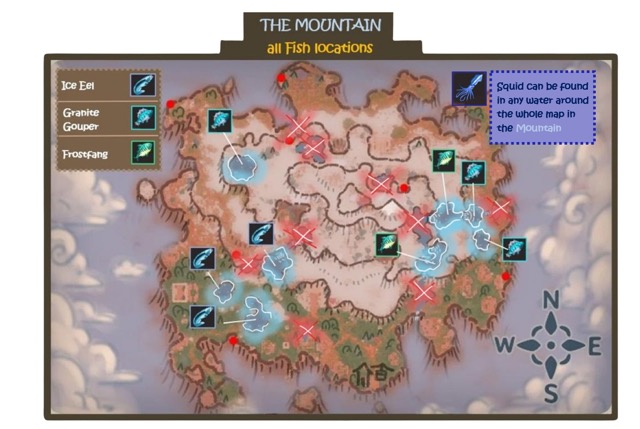 THE MOUNTAIN
all Fish locations
Ice Eel
Granite
Gouper
Frostfang
Squid can be found
in any water around
the whole map in
the Mountain
N
W
E
S